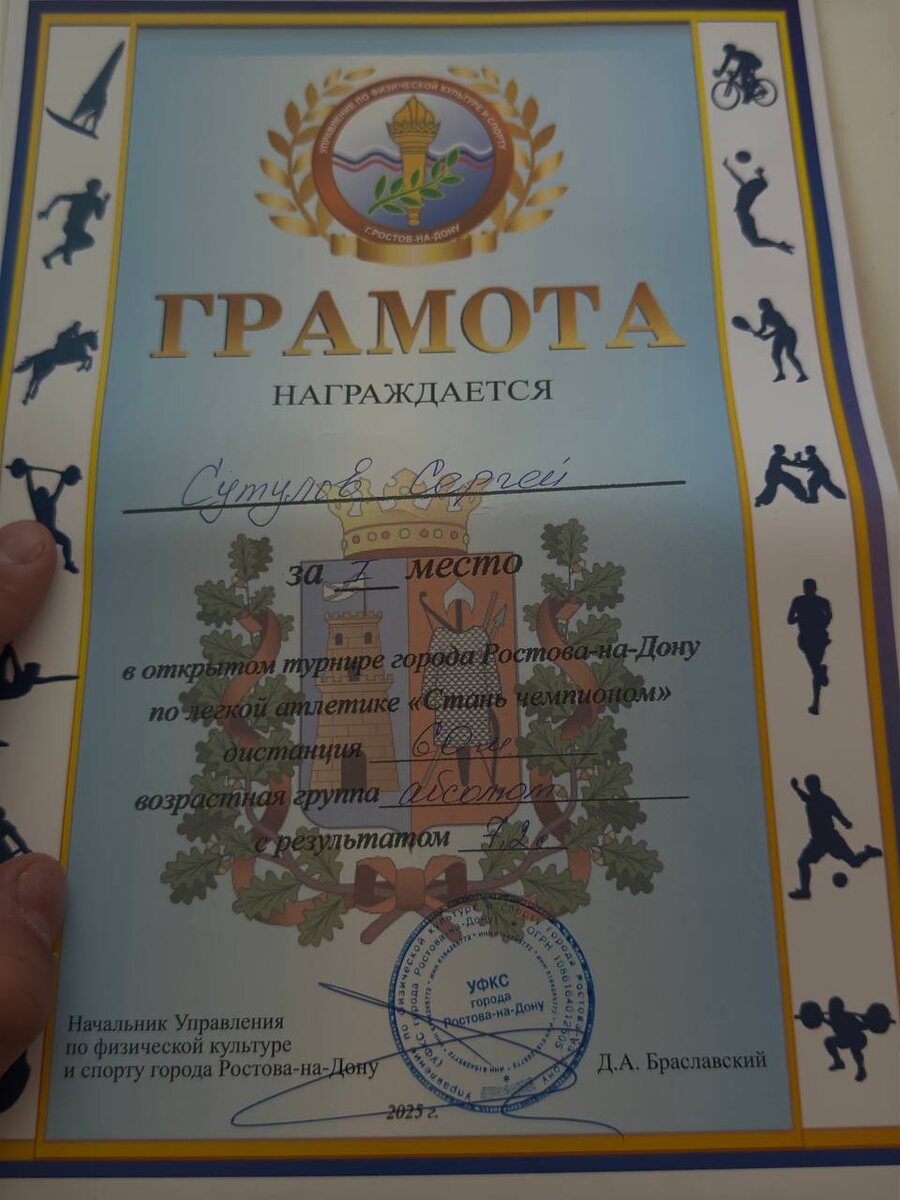 УПРАВЛЕНИЕ ПО ФИЗИЧЕСКОЙ КУЛЬТУРЕ И СПОРТУ
Г.РОСТОВ-НА-ДОНУ
ГРАМОТА
НАГРАЖДАЕТСЯ
Сутулов Сергей
за место
в открытом турнире города Ростова-на-Дону
по легкой атлетике «Стань чемпионом»
дистанция 60м
возрастная группа абсолют
с результатом 7,2с
УФКС
города
Ростова-на-Дону
Начальник Управления
по физической культуре
и спорту города Ростова-на-Дону
Д.А. Браславский
2025 г.